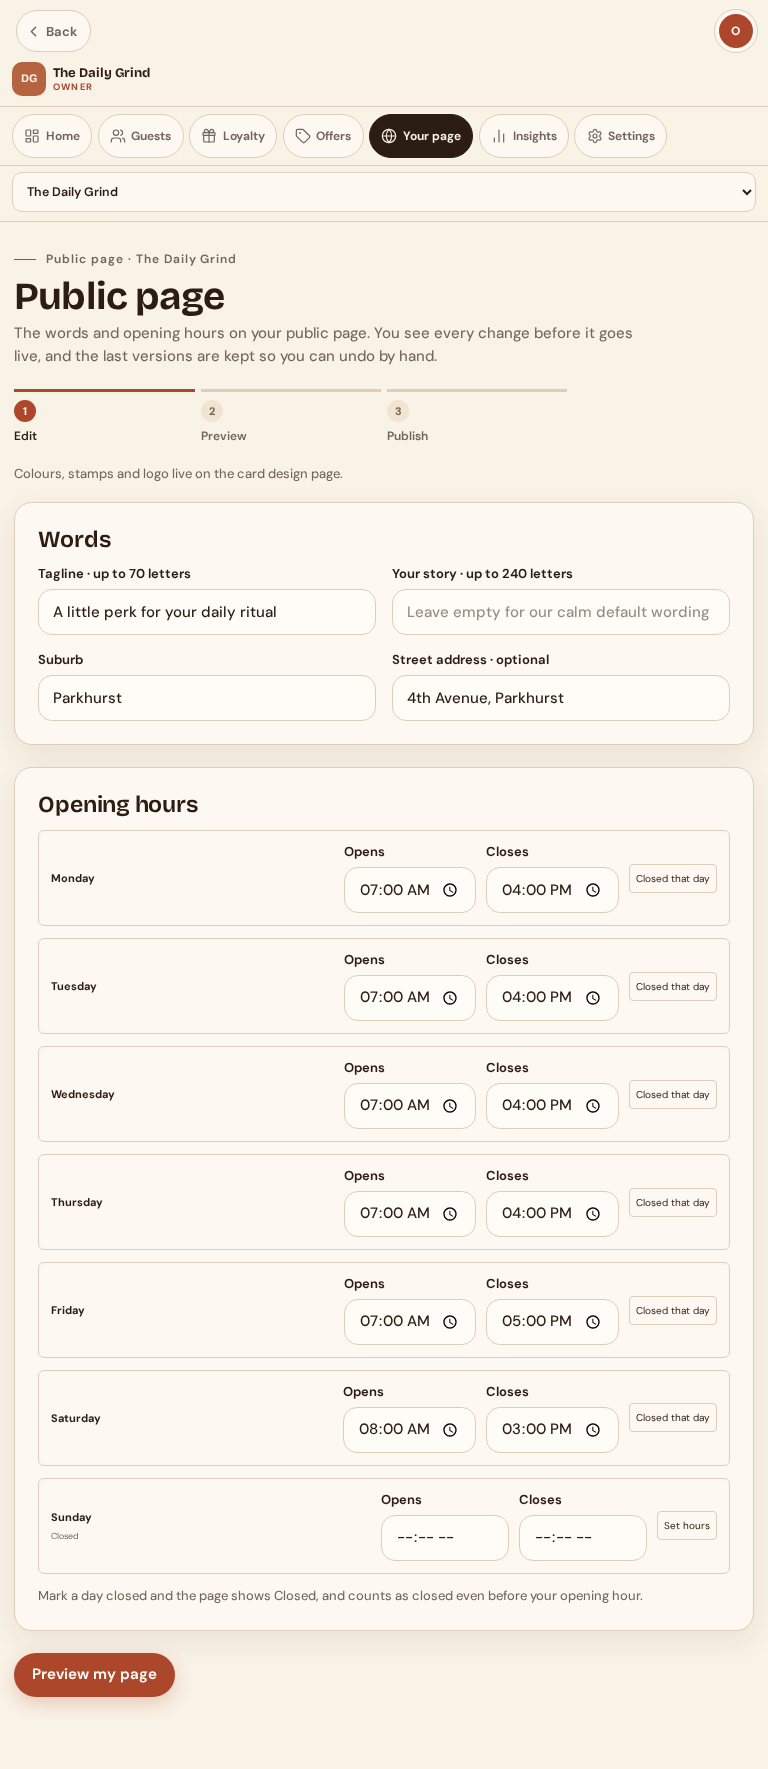 Back
O
DG
The Daily Grind
OWNER
Home
Guests
Loyalty
Offers
Your page
Insights
Settings
The Daily Grind
Public page · The Daily Grind
Public page
The words and opening hours on your public page. You see every change before it goes
live, and the last versions are kept so you can undo by hand.
1
2
3
Edit
Preview
Publish
Colours, stamps and logo live on the card design page.
Words
Tagline · up to 70 letters
Your story · up to 240 letters
A little perk for your daily ritual
Leave empty for our calm default wording
Suburb
Street address · optional
Parkhurst
4th Avenue, Parkhurst
Opening hours
Opens
Closes
Monday
07:00 AM
04:00 PM
Closed that day
Opens
Closes
Tuesday
07:00 AM
04:00 PM
Closed that day
Opens
Closes
Wednesday
07:00 AM
04:00 PM
Closed that day
Opens
Closes
Thursday
07:00 AM
04:00 PM
Closed that day
Opens
Closes
Friday
07:00 AM
05:00 PM
Closed that day
Opens
Closes
Saturday
08:00 AM
03:00 PM
Closed that day
Opens
Closes
Sunday
Closed
--:-- --
--:-- --
Set hours
Mark a day closed and the page shows Closed, and counts as closed even before your opening hour.
Preview my page